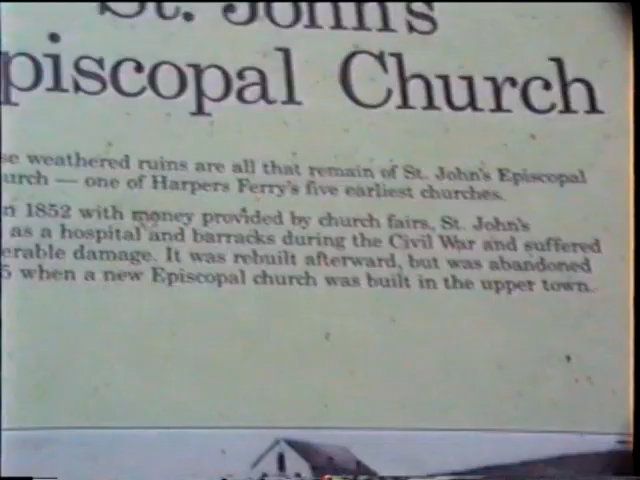 St. John's
piscopal Church
se weathered ruins are all that remain of St. John's Episcopal
urch — one of Harpers Ferry's five earliest churches.
n 1852 with money provided by church fairs, St. John's
as a hospital and barracks during the Civil War and suffered
erable damage. It was rebuilt afterward, but was abandoned
5 when a new Episcopal church was built in the upper town.